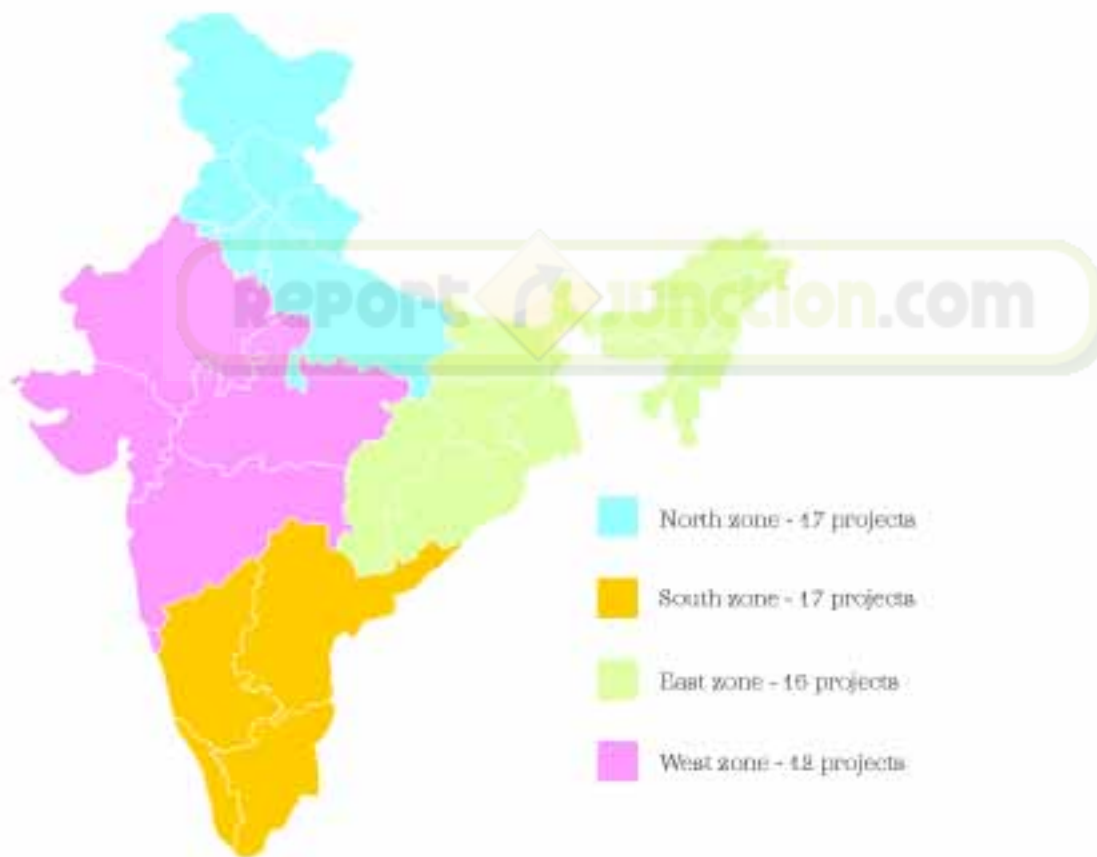 REPORT JUNCTION.com
North zone - 17 projects
South zone - 17 projects
East zone - 16 projects
West zone - 12 projects